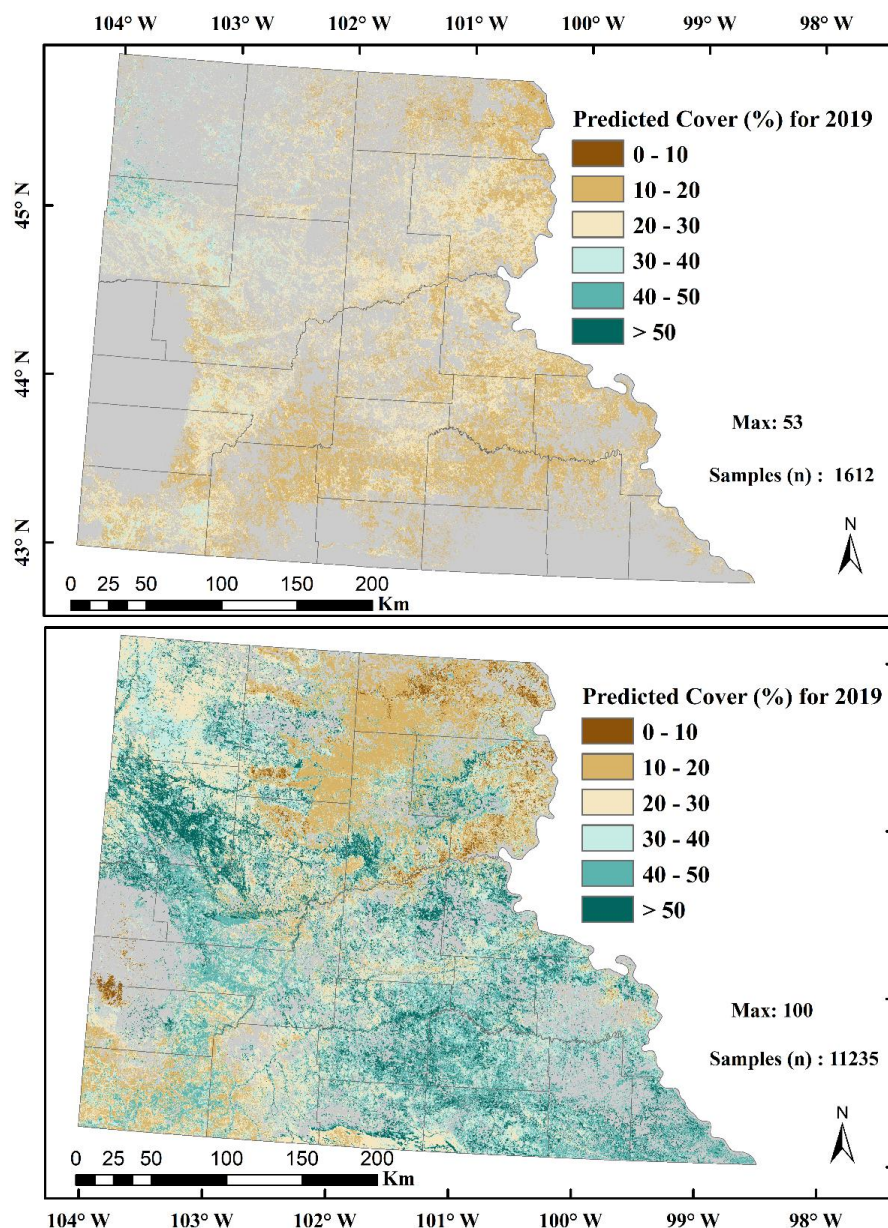 104° W 103° W 102° W 101° W 100° W 99° W 98° W
Predicted Cover (%) for 2019
0 - 10
10 - 20
20 - 30
30 - 40
40 - 50
> 50
45° N
44° N
43° N
Max: 53
Samples (n) : 1612
N
0 25 50 100 150 200
Km
Predicted Cover (%) for 2019
0 - 10
10 - 20
20 - 30
30 - 40
40 - 50
> 50
Max: 100
Samples (n) : 11235
N
0 25 50 100 150 200
Km
104° W 103° W 102° W 101° W 100° W 99° W 98° W